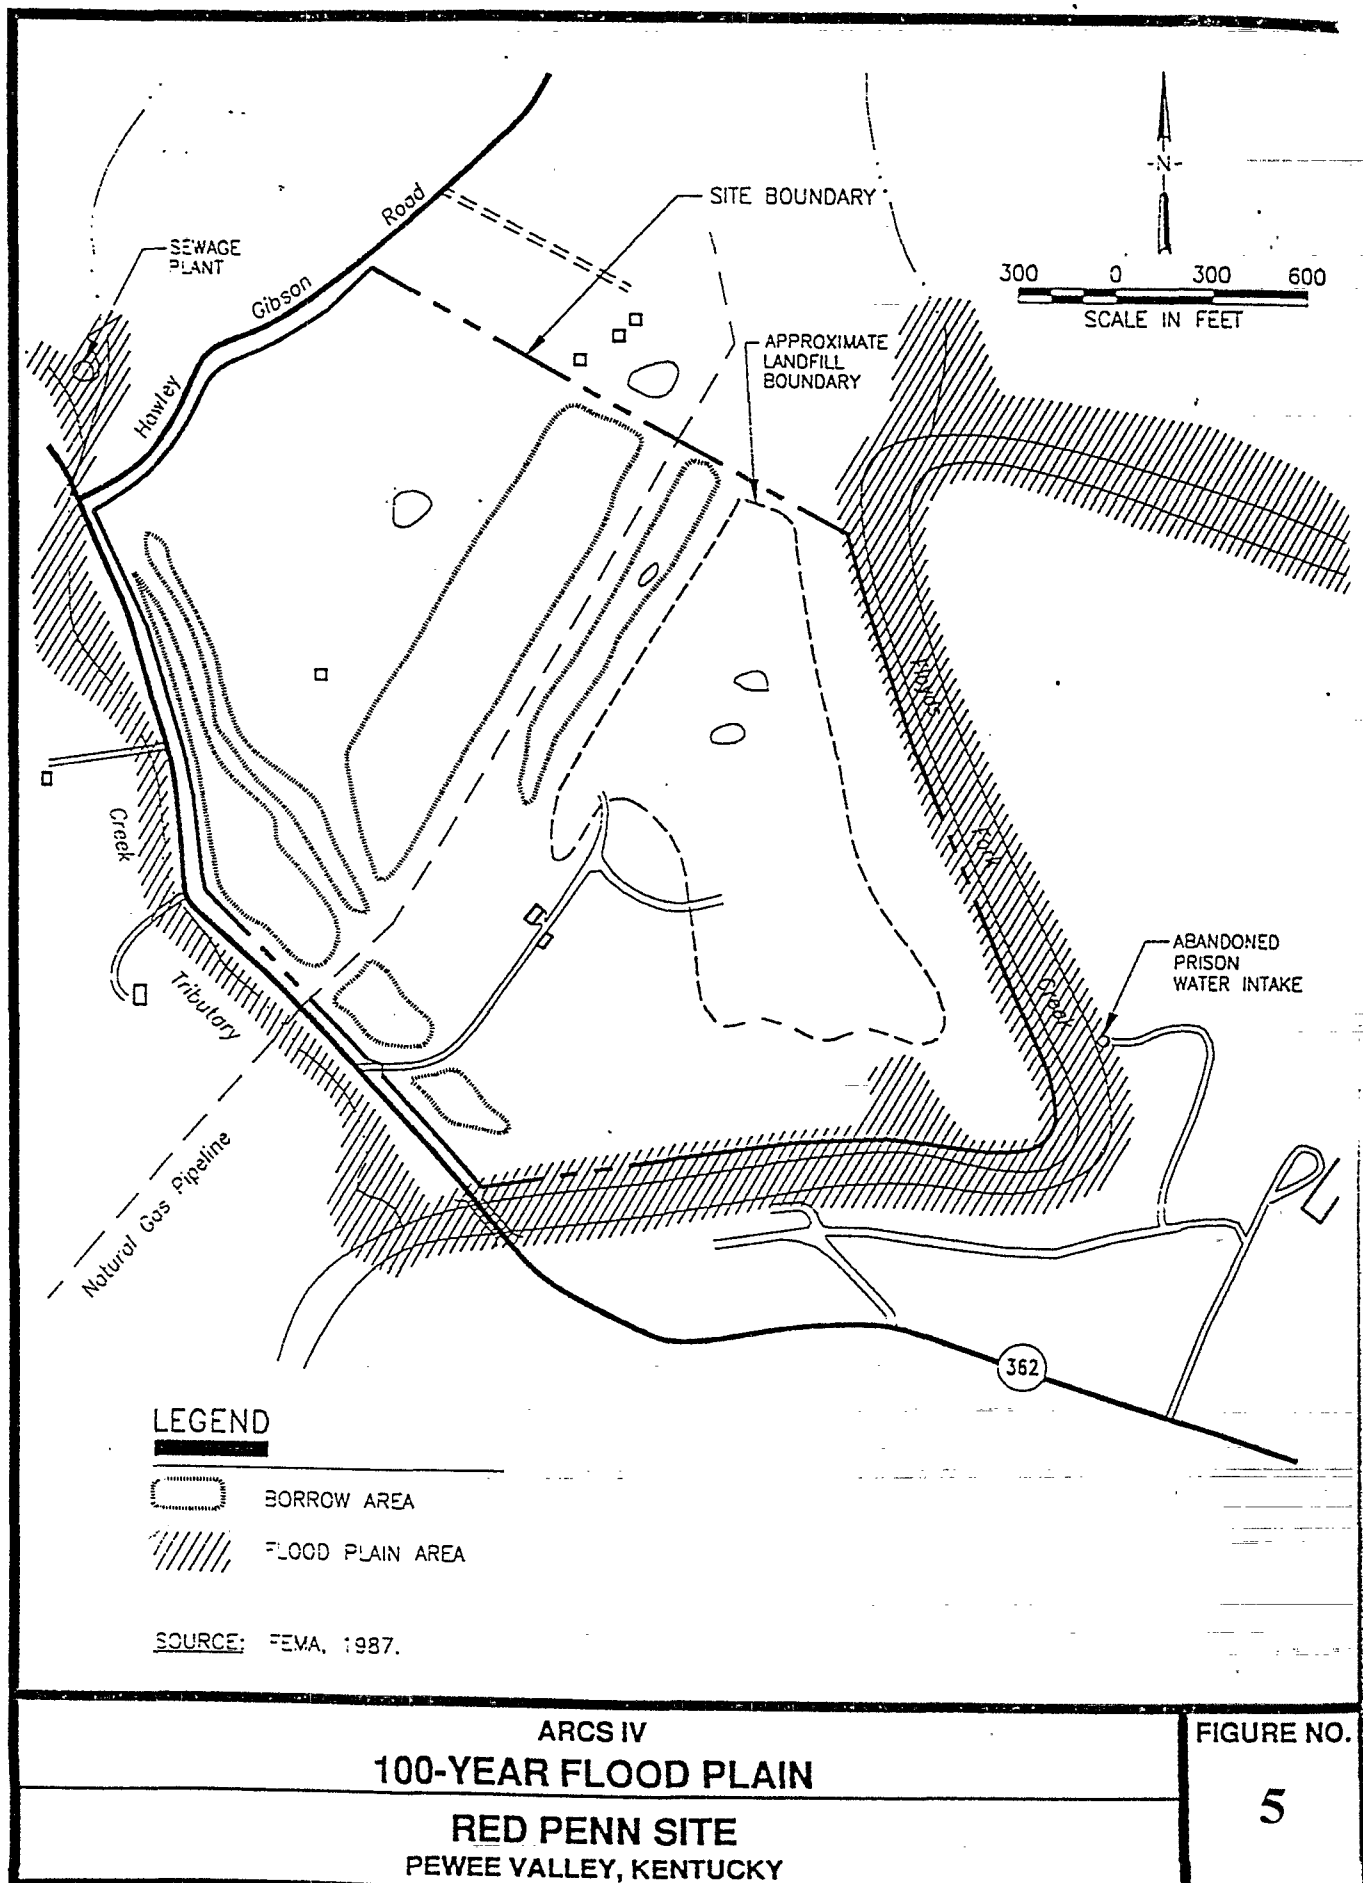 -N-
300 0 300 600
SCALE IN FEET
SITE BOUNDARY
SEWAGE
PLANT
Hawley Gibson Road
APPROXIMATE
LANDFILL
BOUNDARY
Floyds Fork Creek
Creek
Tributary
ABANDONED
PRISON
WATER INTAKE
Natural Gas Pipeline
362
LEGEND
BORROW AREA
FLOOD PLAIN AREA
SOURCE: FEMA, 1987.
ARCS IV
100-YEAR FLOOD PLAIN
RED PENN SITE
PEWEE VALLEY, KENTUCKY
FIGURE NO.
5